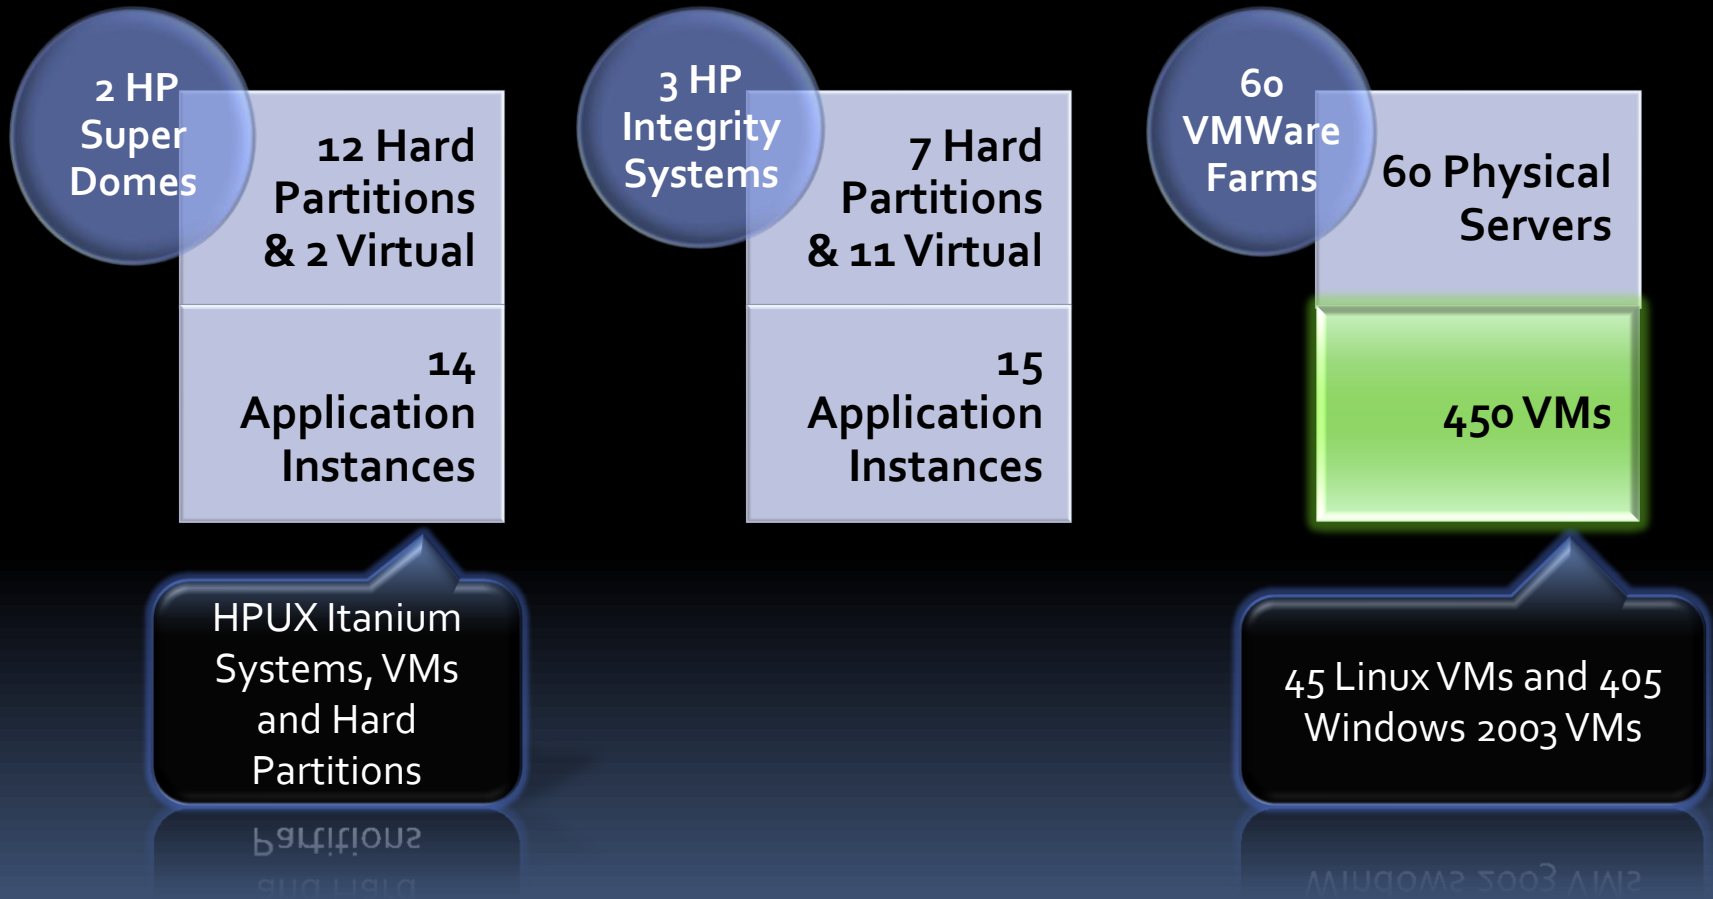 2 HP
Super
Domes
12 Hard
Partitions
& 2 Virtual
14
Application
Instances
HPUX Itanium
Systems, VMs
and Hard
Partitions
3 HP
Integrity
Systems
7 Hard
Partitions
& 11 Virtual
15
Application
Instances
60
VMWare
Farms
60 Physical
Servers
450 VMs
45 Linux VMs and 405
Windows 2003 VMs